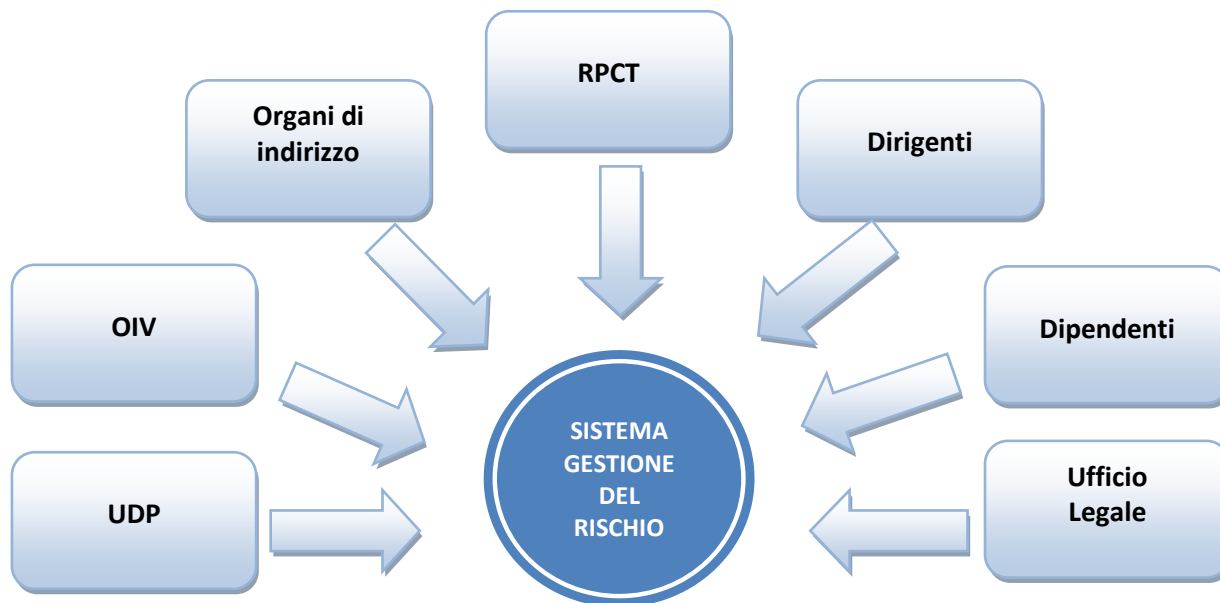 RPCT
Organi di
indirizzo
Dirigenti
OIV
Dipendenti
UDP
Ufficio
Legale
SISTEMA
GESTIONE
DEL
RISCHIO